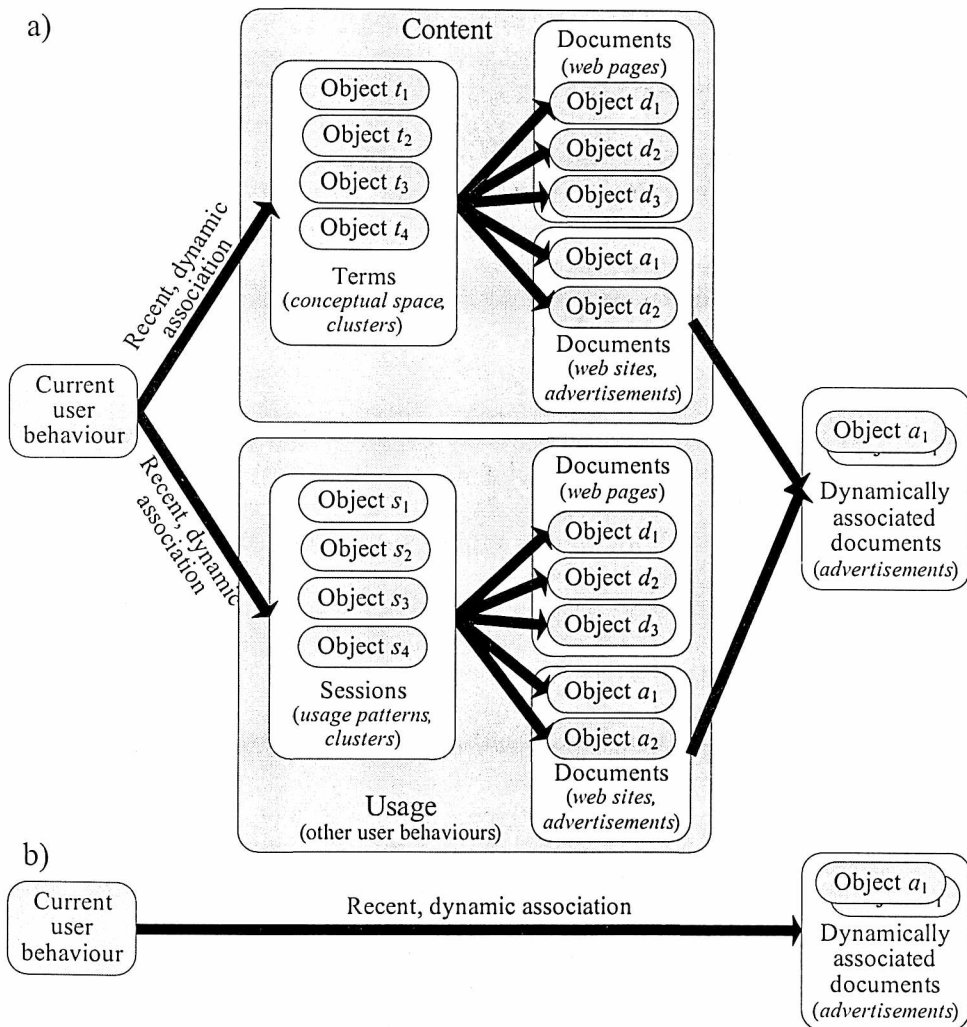 a)
Content
Object t1
Object t2
Object t3
Object t4
Terms
(conceptual space,
clusters)
Documents
(web pages)
Object d1
Object d2
Object d3
Object a1
Object a2
Documents
(web sites,
advertisements)
Recent, dynamic
association
Current
user
behaviour
Recent, dynamic
association
Object s1
Object s2
Object s3
Object s4
Sessions
(usage patterns,
clusters)
Usage
(other user behaviours)
Documents
(web pages)
Object d1
Object d2
Object d3
Object a1
Object a2
Documents
(web sites,
advertisements)
Object a1
Dynamically
associated
documents
(advertisements)
b)
Current
user
behaviour
Recent, dynamic association
Object a1
Dynamically
associated
documents
(advertisements)